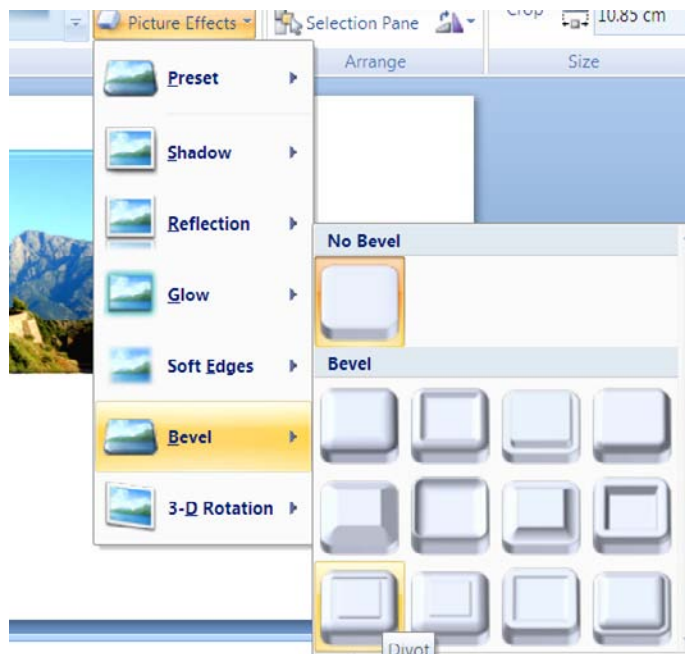 Picture Effects
Selection Pane
Crop
10.85 cm
Arrange
Size
Preset
Shadow
Reflection
Glow
Soft Edges
Bevel
3-D Rotation
No Bevel
Bevel
Divot